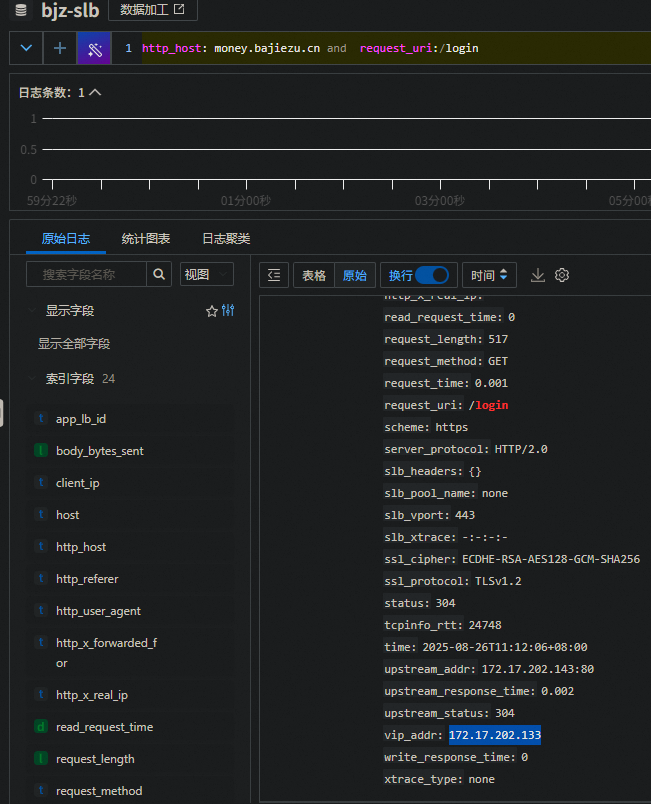 bjz-slb 数据加工
1 http_host: money.bajiezu.cn and request_uri:/login
日志条数: 1
1
0.5
0
59分22秒 01分00秒 03分00秒 05分00
原始日志 统计图表 日志聚类
搜索字段名称 视图
表格 原始 换行 时间
显示字段
显示全部字段
索引字段 24
t app_lb_id
l body_bytes_sent
t client_ip
t host
t http_host
t http_referer
t http_user_agent
t http_x_forwarded_f
or
t http_x_real_ip
d read_request_time
l request_length
t request_method
http_x_real_ip:
read_request_time: 0
request_length: 517
request_method: GET
request_time: 0.001
request_uri: /login
scheme: https
server_protocol: HTTP/2.0
slb_headers: {}
slb_pool_name: none
slb_vport: 443
slb_xtrace: -:-:-:-
ssl_cipher: ECDHE-RSA-AES128-GCM-SHA256
ssl_protocol: TLSv1.2
status: 304
tcpinfo_rtt: 24748
time: 2025-08-26T11:12:06+08:00
upstream_addr: 172.17.202.143:80
upstream_response_time: 0.002
upstream_status: 304
vip_addr: 172.17.202.133
write_response_time: 0
xtrace_type: none